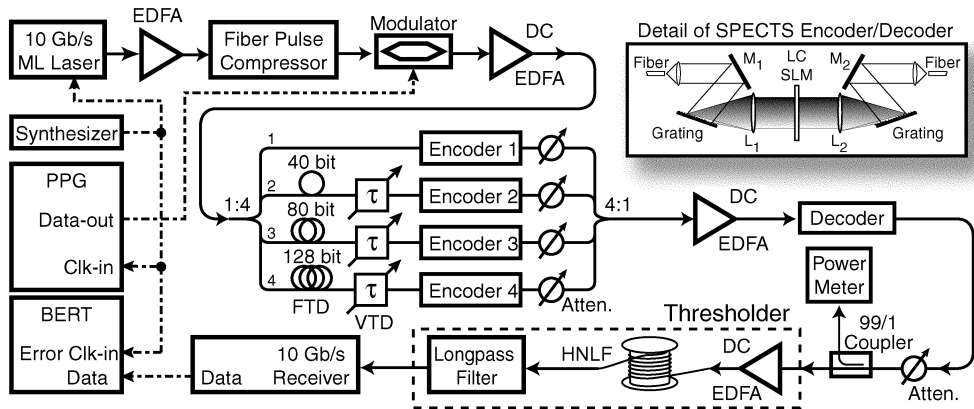 EDFA
10 Gb/s
ML Laser
Fiber Pulse
Compressor
Modulator
DC
EDFA
Detail of SPECTS Encoder/Decoder
Fiber
M1
LC
SLM
M2
Fiber
Grating
L1
L2
Grating
Synthesizer
PPG
Data-out
Clk-in
BERT
Error Clk-in
Data
1:4
1
Encoder 1
40 bit
2
τ
Encoder 2
80 bit
3
τ
Encoder 3
128 bit
4
τ
Encoder 4
FTD
VTD
Atten.
4:1
DC
EDFA
Decoder
Power
Meter
99/1
Coupler
Atten.
Thresholder
DC
EDFA
HNLF
Longpass
Filter
10 Gb/s
Data Receiver